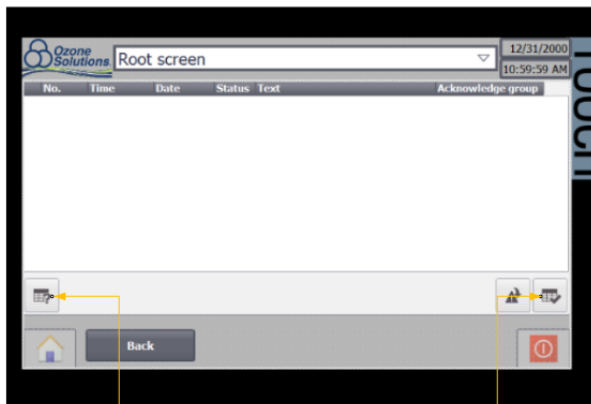 Ozone
Solutions
Root screen
12/31/2000
10:59:59 AM
No. Time Date Status Text Acknowledge group
Back
TOUCH